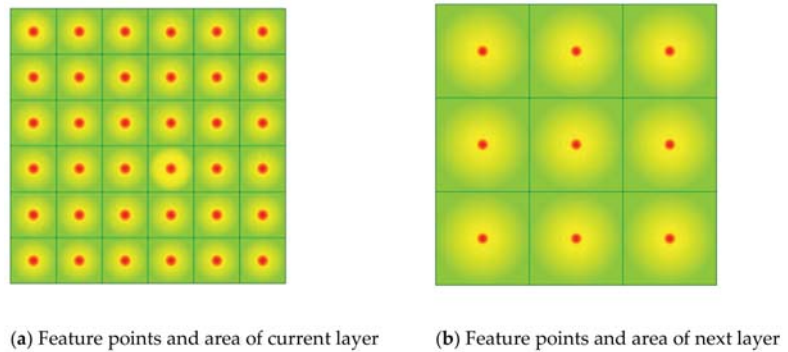 (a) Feature points and area of current layer
(b) Feature points and area of next layer